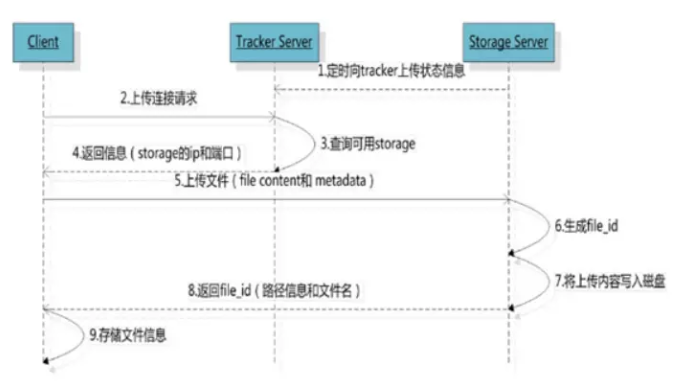 Client
Tracker Server
Storage Server
1.定时向tracker上传状态信息
2.上传连接请求
3.查询可用storage
4.返回信息（storage的ip和端口）
5.上传文件（file content和 metadata）
6.生成file_id
7.将上传内容写入磁盘
8.返回file_id（路径信息和文件名）
9.存储文件信息